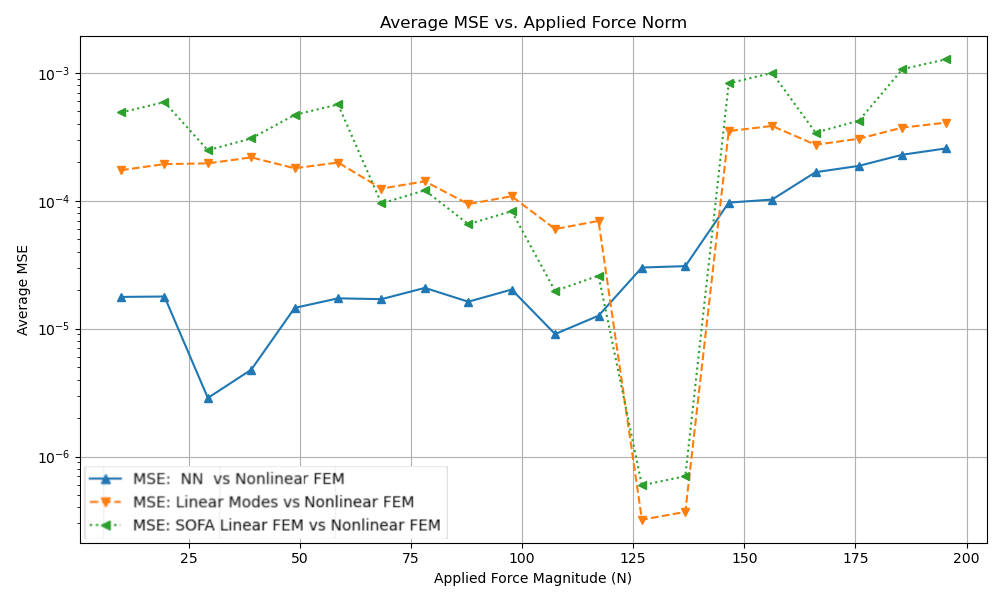 Average MSE vs. Applied Force Norm
Average MSE
10⁻³
10⁻⁴
10⁻⁵
10⁻⁶
MSE:  NN  vs Nonlinear FEM
MSE: Linear Modes vs Nonlinear FEM
MSE: SOFA Linear FEM vs Nonlinear FEM
25 50 75 100 125 150 175 200
Applied Force Magnitude (N)